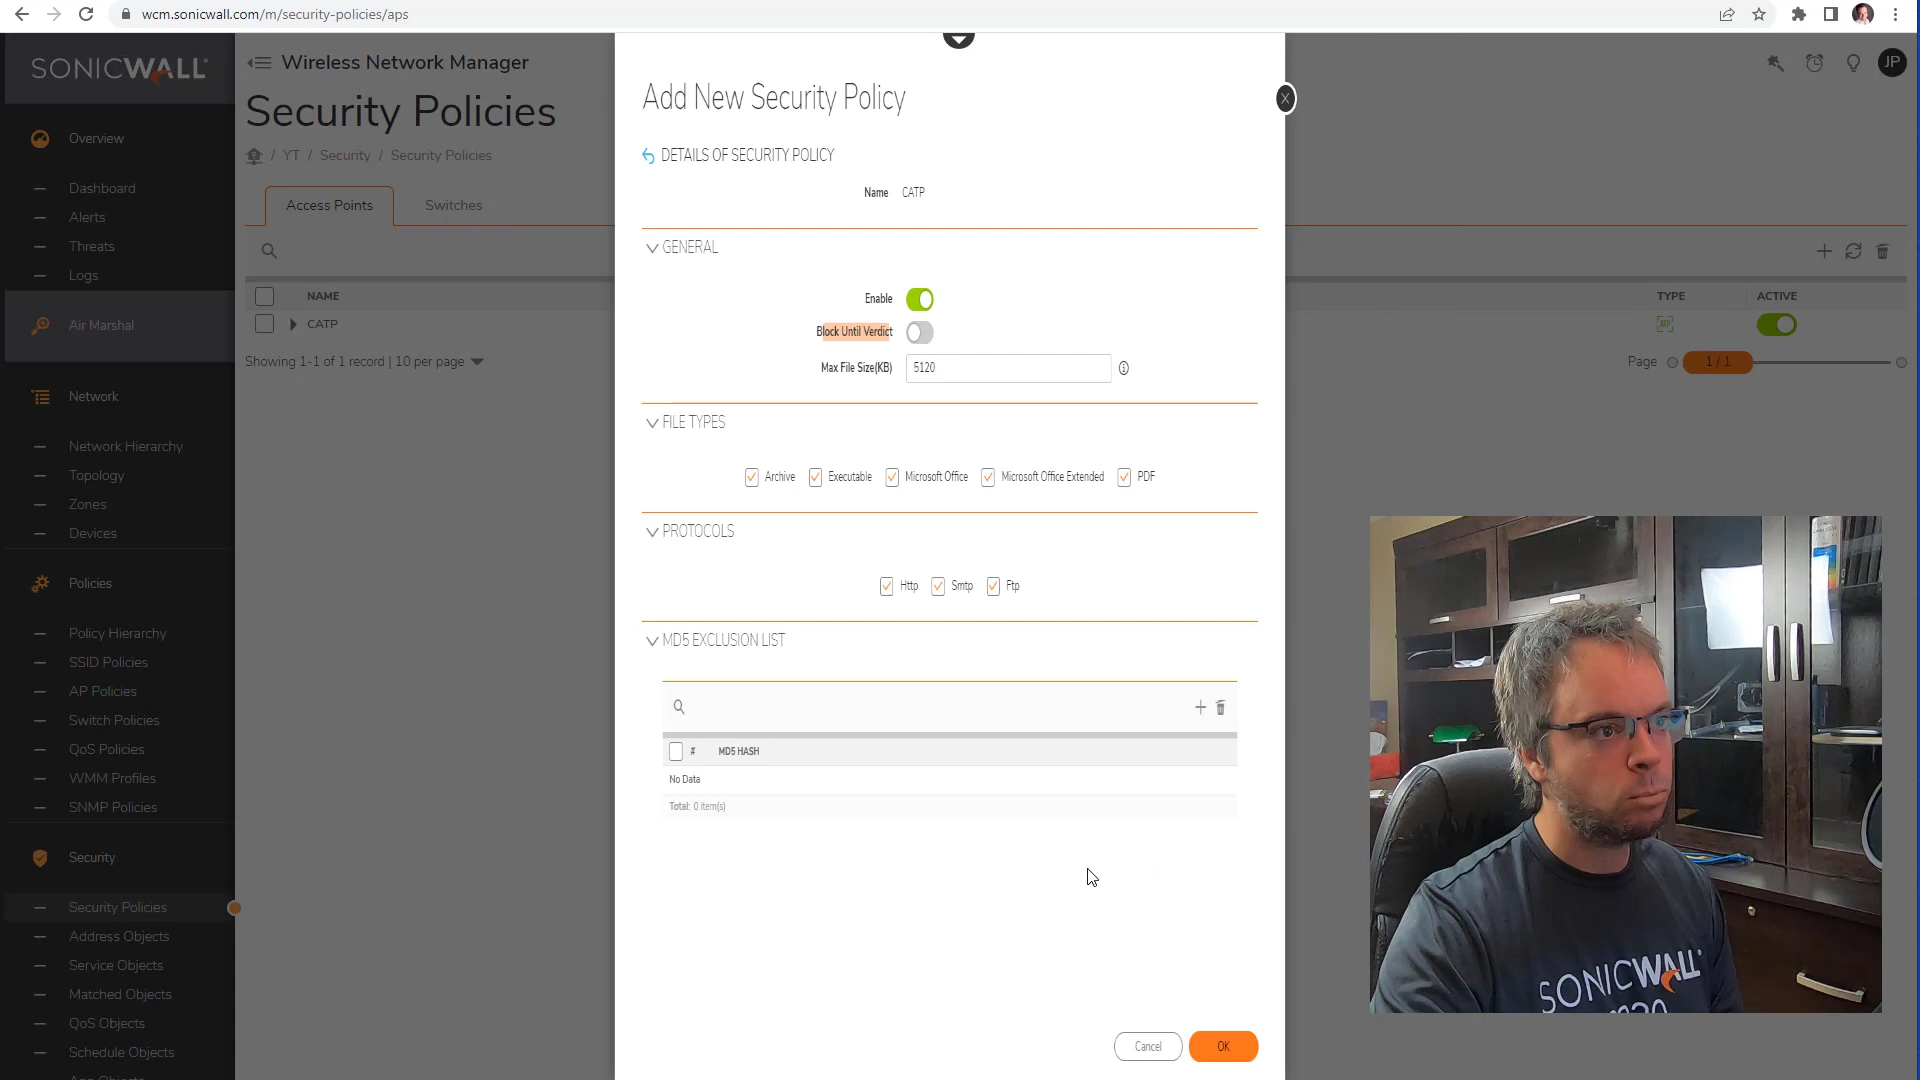 wcm.sonicwall.com/m/security-policies/aps
SONICWALL
Wireless Network Manager
JP
Security Policies
/ YT / Security / Security Policies
Overview
Dashboard
Alerts
Threats
Logs
Air Marshal
Network
Network Hierarchy
Topology
Zones
Devices
Policies
Policy Hierarchy
SSID Policies
AP Policies
Switch Policies
QoS Policies
WMM Profiles
SNMP Policies
Security
Security Policies
Address Objects
Service Objects
Matched Objects
QoS Objects
Schedule Objects
Access Points
Switches
NAME
TYPE
ACTIVE
CATP
Showing 1-1 of 1 record | 10 per page
Page
1 / 1
Add New Security Policy
X
DETAILS OF SECURITY POLICY
Name CATP
GENERAL
Enable
Block Until Verdict
Max File Size(KB) 5120
FILE TYPES
Archive Executable Microsoft Office Microsoft Office Extended PDF
PROTOCOLS
Http Smtp Ftp
MD5 EXCLUSION LIST
# MD5 HASH
No Data
Total: 0 item(s)
Cancel
OK
SONICWALL